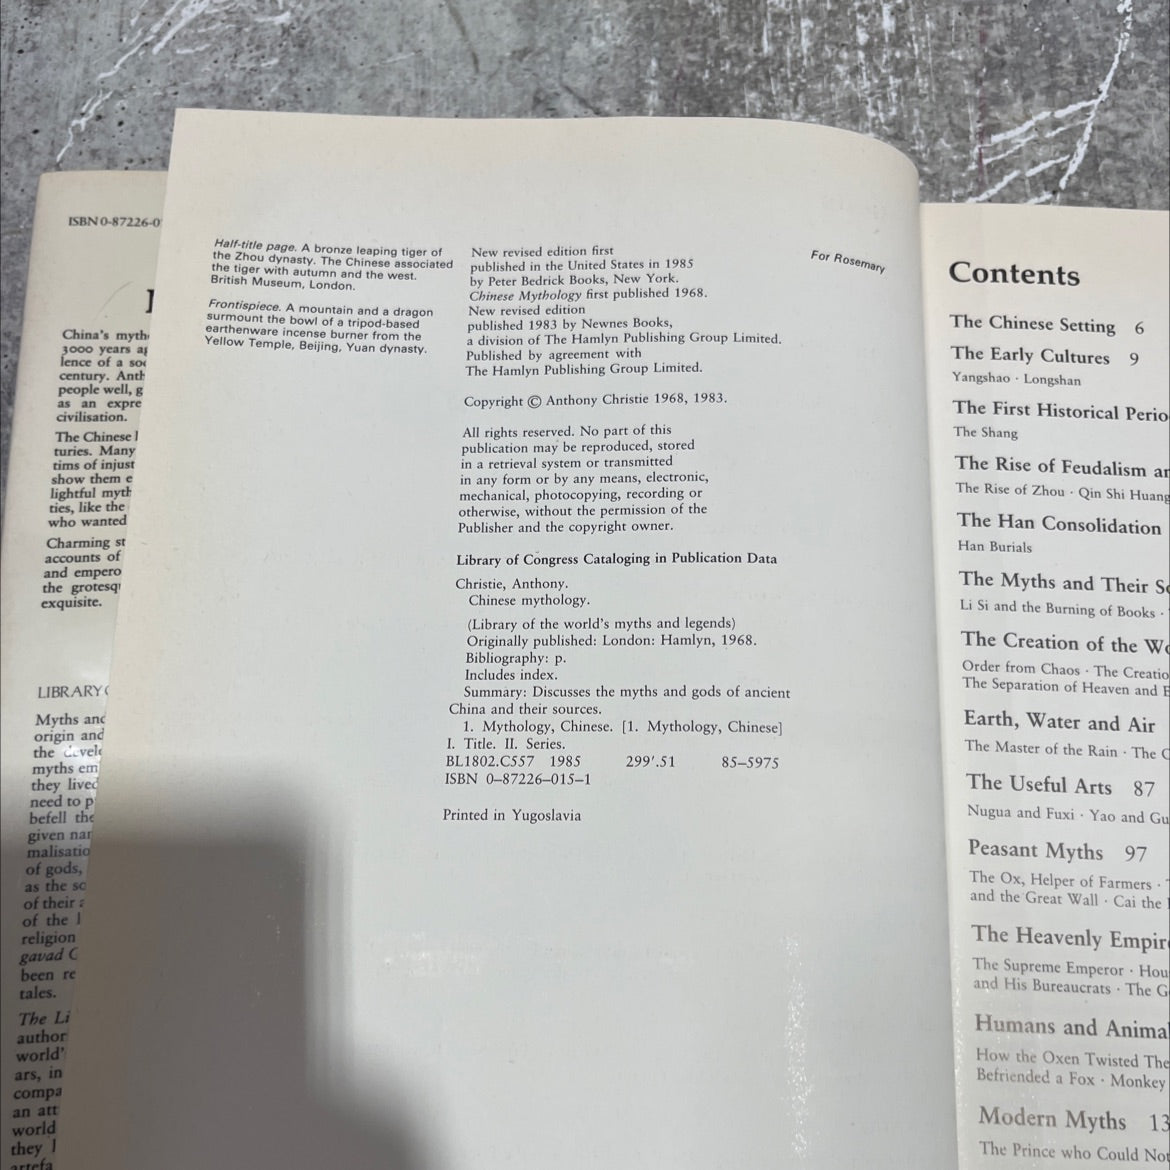 ISBN 0-87226-0
China's myth
3000 years
lence of a
century.
people well,
as an
civilisation.
The Chinese
turies. Many
tims of
show them
lightful
ties, like the
who wanted
Charming
accounts of
and
the
exquisite.
LIBRARY
Myths and
origin and
the
myths
they lived
need to
befell the
given
of gods,
as the
of their
of the
religion
been
tales.
The
author
world'
ars, in
an
world
they
Half-title page. A bronze leaping tiger of
the Zhou dynasty. The Chinese associated
the tiger with autumn and the west.
British Museum, London.
Frontispiece. A mountain and a dragon
surmount the bowl of a tripod-based
earthenware incense burner from the
Yellow Temple, Beijing, Yuan dynasty.
New revised edition first
published in the United States in 1985
by Peter Bedrick Books, New York.
Chinese Mythology first published 1968.
New revised edition
published 1983 by Newnes Books,
a division of The Hamlyn Publishing Group Limited.
Published by agreement with
The Hamlyn Publishing Group Limited.
Copyright © Anthony Christie 1968, 1983.
All rights reserved. No part of this
publication may be reproduced, stored
in a retrieval system or transmitted
in any form or by any means, electronic,
mechanical, photocopying, recording or
otherwise, without the permission of the
Publisher and the copyright owner.
Library of Congress Cataloging in Publication Data
Christie, Anthony.
Chinese mythology.
(Library of the world's myths and legends)
Originally published: London: Hamlyn, 1968.
Bibliography: p.
Includes index.
Summary: Discusses the myths and gods of ancient
China and their sources.
1. Mythology, Chinese. [1. Mythology, Chinese]
I. Title. II. Series.
BL1802.C557 1985 299'.51 85–5975
ISBN 0–87226–015–1
Printed in Yugoslavia
For Rosemary
Contents
The Chinese Setting 6
The Early Cultures 9
Yangshao · Longshan
The First Historical Perio
The Shang
The Rise of Feudalism
The Rise of Zhou · Qin Shi Huang
The Han Consolidation
Han Burials
The Myths and Their
Li Si and the Burning of Books ·
The Creation of the
Order from Chaos · The Creatio
The Separation of Heaven and
Earth, Water and Air
The Master of the Rain · The
The Useful Arts 87
Nugua and Fuxi · Yao and
Peasant Myths 97
The Ox, Helper of Farmers ·
and the Great Wall · Cai the
The Heavenly Empire
The Supreme Emperor ·
and His Bureaucrats · The
Humans and Anima
How the Oxen Twisted The
Befriended a Fox · Monkey
Modern Myths 13
The Prince who Could